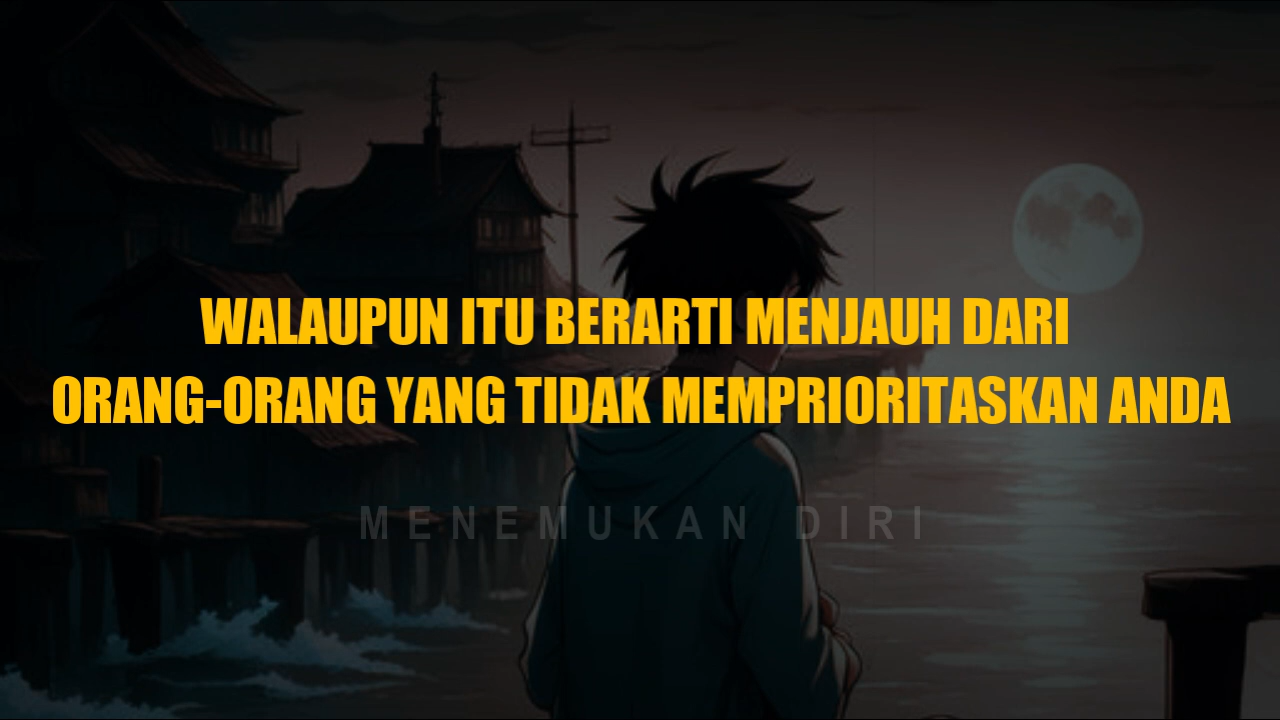 WALAUPUN ITU BERARTI MENJAUH DARI
ORANG-ORANG YANG TIDAK MEMPRIORITASKAN ANDA
MENEMUKAN DIRI